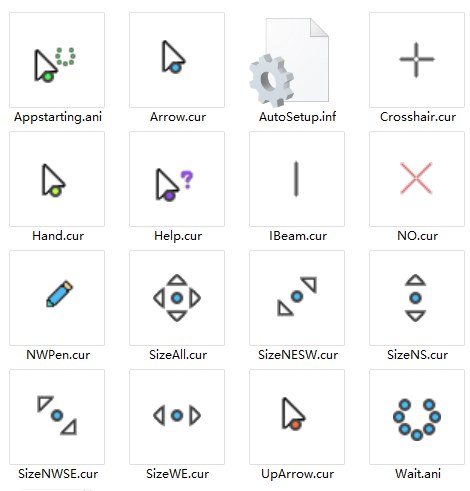 Appstarting.ani
Arrow.cur
AutoSetup.inf
Crosshair.cur
Hand.cur
Help.cur
IBeam.cur
NO.cur
NWPen.cur
SizeAll.cur
SizeNESW.cur
SizeNS.cur
SizeNWSE.cur
SizeWE.cur
UpArrow.cur
Wait.ani